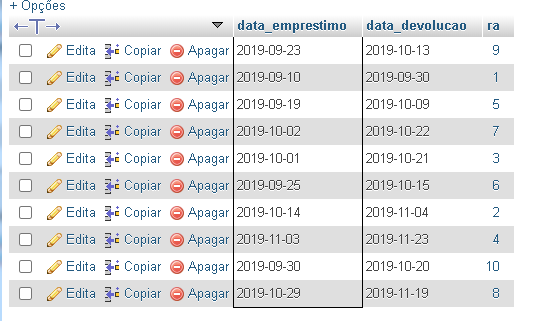 + Opções
←T→ data_emprestimo data_devolucao ra
Edita Copiar Apagar 2019-09-23 2019-10-13 9
Edita Copiar Apagar 2019-09-10 2019-09-30 1
Edita Copiar Apagar 2019-09-19 2019-10-09 5
Edita Copiar Apagar 2019-10-02 2019-10-22 7
Edita Copiar Apagar 2019-10-01 2019-10-21 3
Edita Copiar Apagar 2019-09-25 2019-10-15 6
Edita Copiar Apagar 2019-10-14 2019-11-04 2
Edita Copiar Apagar 2019-11-03 2019-11-23 4
Edita Copiar Apagar 2019-09-30 2019-10-20 10
Edita Copiar Apagar 2019-10-29 2019-11-19 8